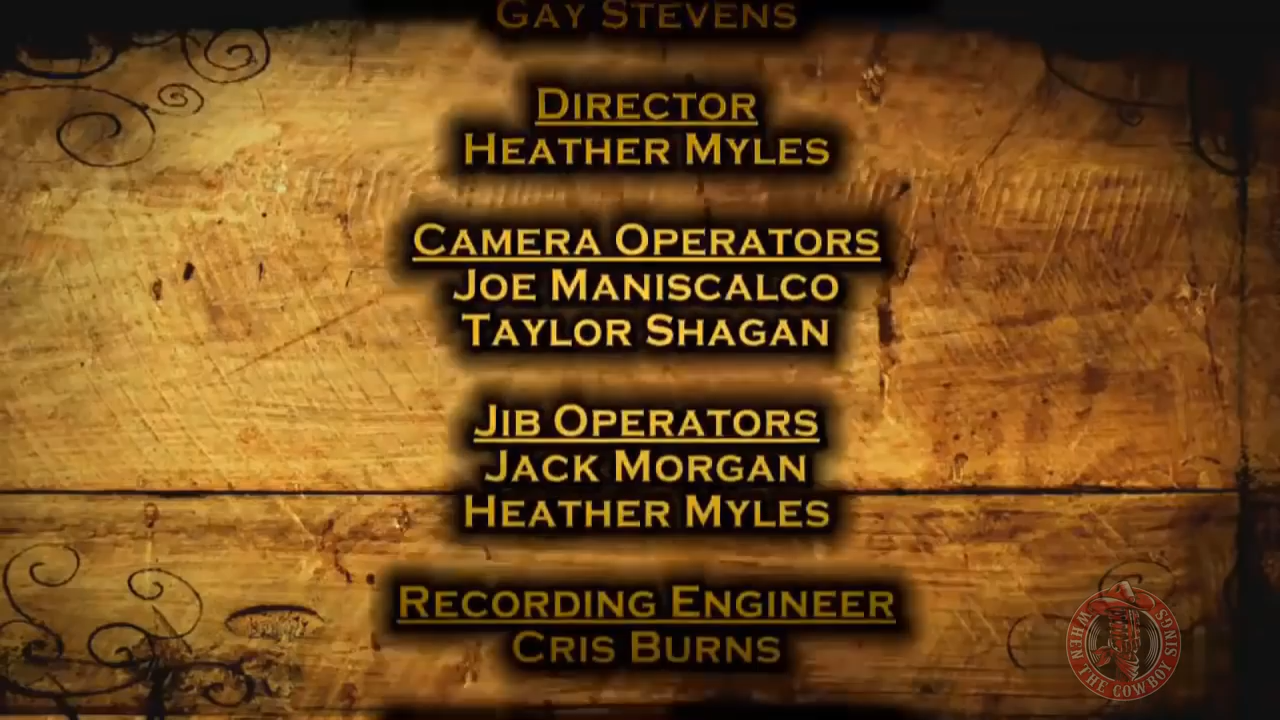 GAY STEVENS
DIRECTOR
HEATHER MYLES
CAMERA OPERATORS
JOE MANISCALCO
TAYLOR SHAGAN
JIB OPERATORS
JACK MORGAN
HEATHER MYLES
RECORDING ENGINEER
CRIS BURNS
WHEN THE COWBOY SINGS